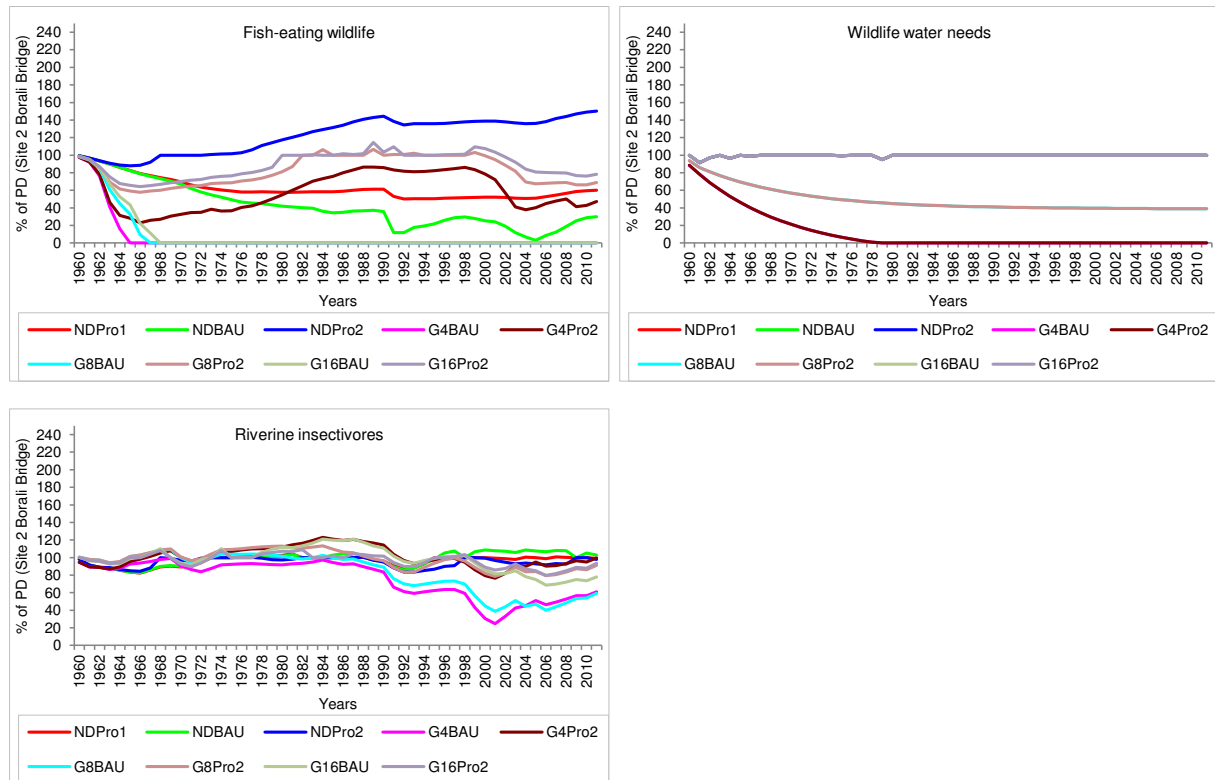 Fish-eating wildlife
% of PD (Site 2 Borali Bridge)
240
220
200
180
160
140
120
100
80
60
40
20
0
1960 1962 1964 1966 1968 1970 1972 1974 1976 1978 1980 1982 1984 1986 1988 1990 1992 1994 1996 1998 2000 2002 2004 2006 2008 2010
Years
NDPro1 NDBAU NDPro2 G4BAU G4Pro2
G8BAU G8Pro2 G16BAU G16Pro2
Wildlife water needs
% of PD (Site 2 Borali Bridge)
240
220
200
180
160
140
120
100
80
60
40
20
0
1960 1962 1964 1966 1968 1970 1972 1974 1976 1978 1980 1982 1984 1986 1988 1990 1992 1994 1996 1998 2000 2002 2004 2006 2008 2010
Years
NDPro1 NDBAU NDPro2 G4BAU G4Pro2
G8BAU G8Pro2 G16BAU G16Pro2
Riverine insectivores
% of PD (Site 2 Borali Bridge)
240
220
200
180
160
140
120
100
80
60
40
20
0
1960 1962 1964 1966 1968 1970 1972 1974 1976 1978 1980 1982 1984 1986 1988 1990 1992 1994 1996 1998 2000 2002 2004 2006 2008 2010
Years
NDPro1 NDBAU NDPro2 G4BAU G4Pro2
G8BAU G8Pro2 G16BAU G16Pro2